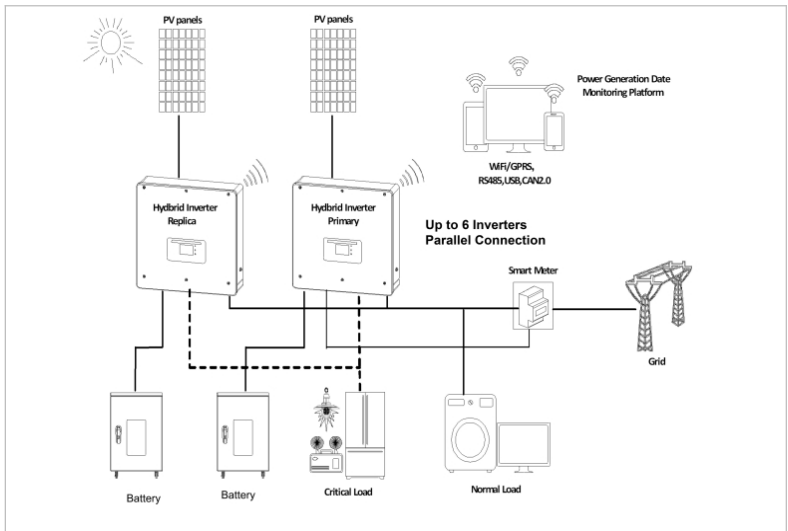 PV panels
PV panels
Power Generation Date
Monitoring Platform
WiFi/GPRS,
RS485,USB,CAN2.0
Hydbrid Inverter
Replica
Hydbrid Inverter
Primary
Up to 6 Inverters
Parallel Connection
Smart Meter
Grid
Battery
Battery
Critical Load
Normal Load